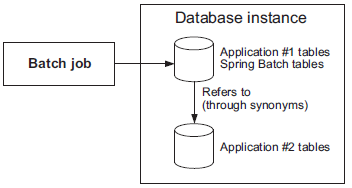 Database instance
Batch job
Application #1 tables
Spring Batch tables
Refers to
(through synonyms)
Application #2 tables